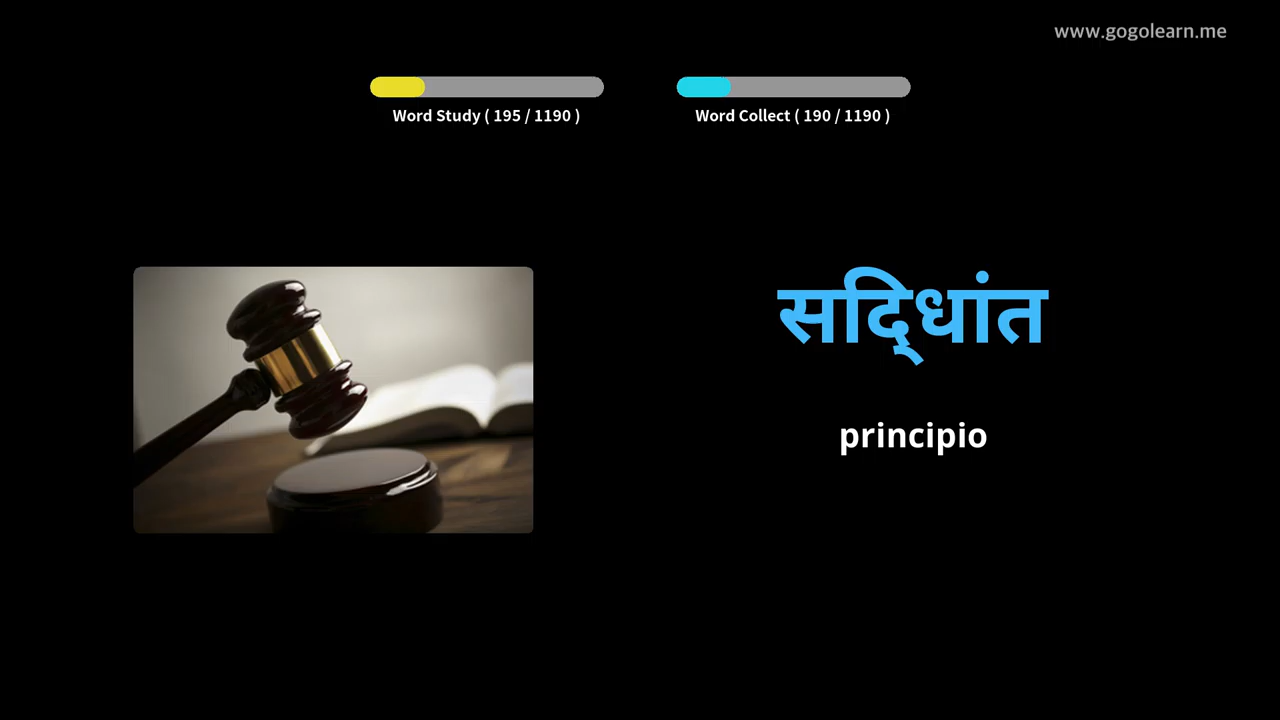 www.gogolearn.me
Word Study ( 195 / 1190 )
Word Collect ( 190 / 1190 )
सद्धिांत
principio